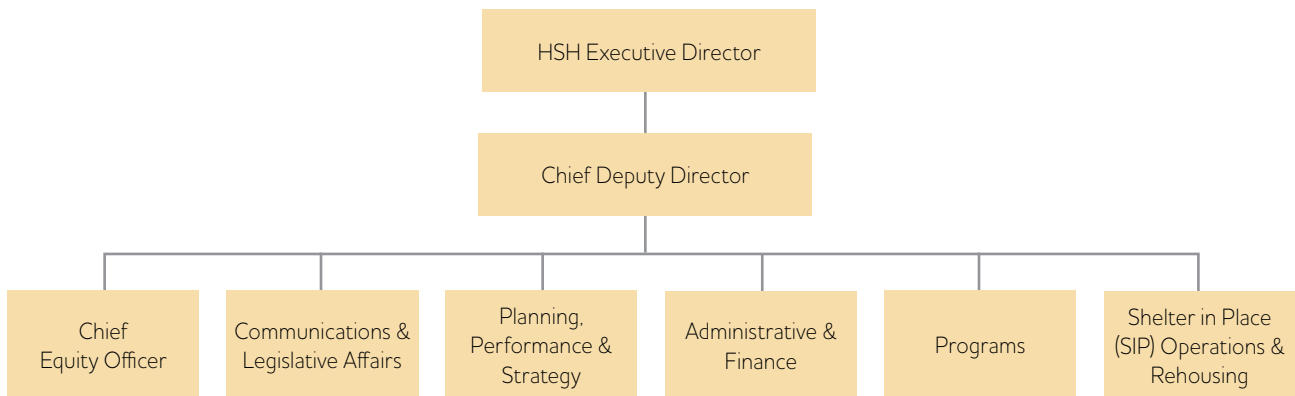 HSH Executive Director
Chief Deputy Director
Chief
Equity Officer
Communications &
Legislative Affairs
Planning,
Performance &
Strategy
Administrative &
Finance
Programs
Shelter in Place
(SIP) Operations &
Rehousing